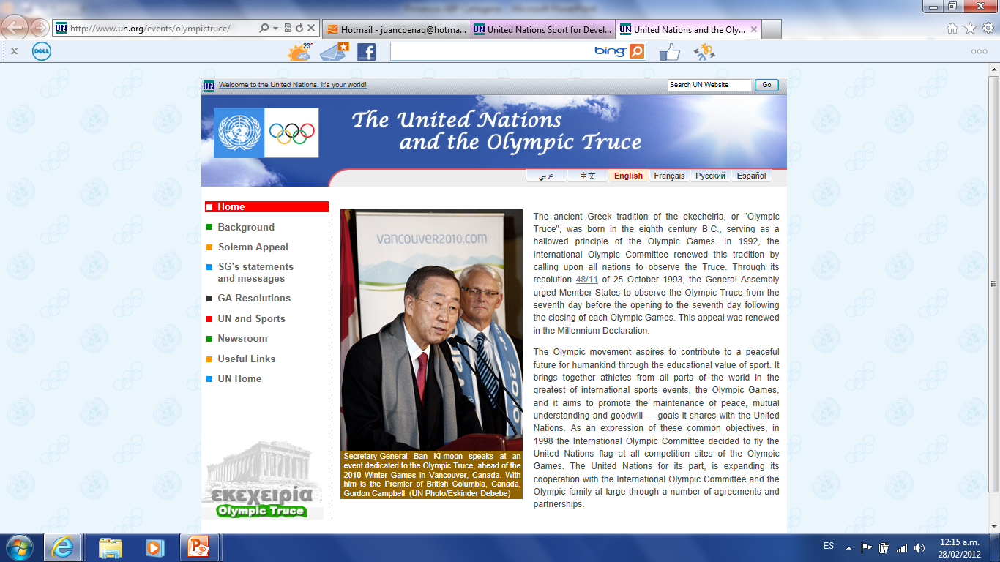 Potencia MIP Cartagena - Microsoft PowerPoint
http://www.un.org/events/olympictruce/
Hotmail - juancpenaq@hotma...
United Nations Sport for Devel...
United Nations and the Oly...
DELL
23°
bing
UN Welcome to the United Nations. It's your world!
Search UN Website
Go
The United Nations
and the Olympic Truce
عربي
中文
English
Français
Русский
Español
Home
Background
Solemn Appeal
SG's statements
and messages
GA Resolutions
UN and Sports
Newsroom
Useful Links
UN Home
εκεχειρία
Olympic Truce
vancouver2010.com
Secretary-General Ban Ki-moon speaks at an
event dedicated to the Olympic Truce, ahead of the
2010 Winter Games in Vancouver, Canada. With
him is the Premier of British Columbia, Canada,
Gordon Campbell. (UN Photo/Eskinder Debebe)
The ancient Greek tradition of the ekecheiria, or "Olympic
Truce", was born in the eighth century B.C., serving as a
hallowed principle of the Olympic Games. In 1992, the
International Olympic Committee renewed this tradition by
calling upon all nations to observe the Truce. Through its
resolution 48/11 of 25 October 1993, the General Assembly
urged Member States to observe the Olympic Truce from the
seventh day before the opening to the seventh day following
the closing of each Olympic Games. This appeal was renewed
in the Millennium Declaration.
The Olympic movement aspires to contribute to a peaceful
future for humankind through the educational value of sport. It
brings together athletes from all parts of the world in the
greatest of international sports events, the Olympic Games,
and it aims to promote the maintenance of peace, mutual
understanding and goodwill — goals it shares with the United
Nations. As an expression of these common objectives, in
1998 the International Olympic Committee decided to fly the
United Nations flag at all competition sites of the Olympic
Games. The United Nations for its part, is expanding its
cooperation with the International Olympic Committee and the
Olympic family at large through a number of agreements and
partnerships.
ES
12:15 a.m.
28/02/2012